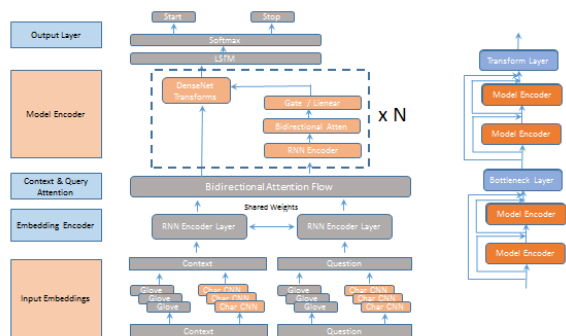 Output Layer
Model Encoder
Context & Query
Attention
Embedding Encoder
Input Embeddings
Start
Stop
Softmax
LSTM
DenseNet
Transforms
Gate / Lienear
Bidirectional Atten
RNN Encoder
x N
Bidirectional Attention Flow
Shared Weights
RNN Encoder Layer
RNN Encoder Layer
Context
Question
Glove
Glove
Glove
Char CNN
Char CNN
Char CNN
Glove
Glove
Glove
Char CNN
Char CNN
Char CNN
Context
Question
Transform Layer
Model Encoder
Model Encoder
Bottleneck Layer
Model Encoder
Model Encoder